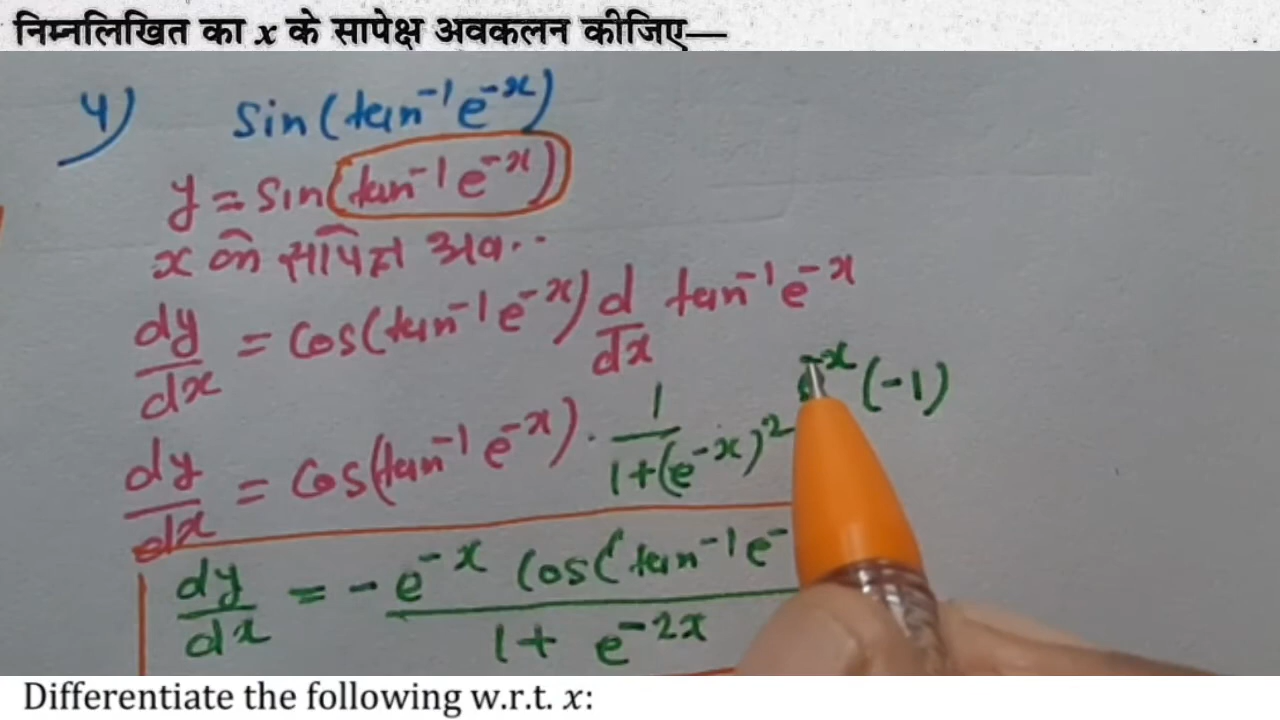 निम्नलिखित का x के सापेक्ष अवकलन कीजिए—
4) sin(tan⁻¹e⁻ˣ)
y = sin(tan⁻¹e⁻ˣ)
x के सापेक्ष अव..
dy/dx = cos(tan⁻¹e⁻ˣ) d/dx tan⁻¹e⁻ˣ
dy/dx = cos(tan⁻¹e⁻ˣ) · 1/1+(e⁻ˣ)² e⁻ˣ(-1)
dy/dx = -e⁻ˣ cos(tan⁻¹e⁻ / 1 + e⁻²ˣ
Differentiate the following w.r.t. x: